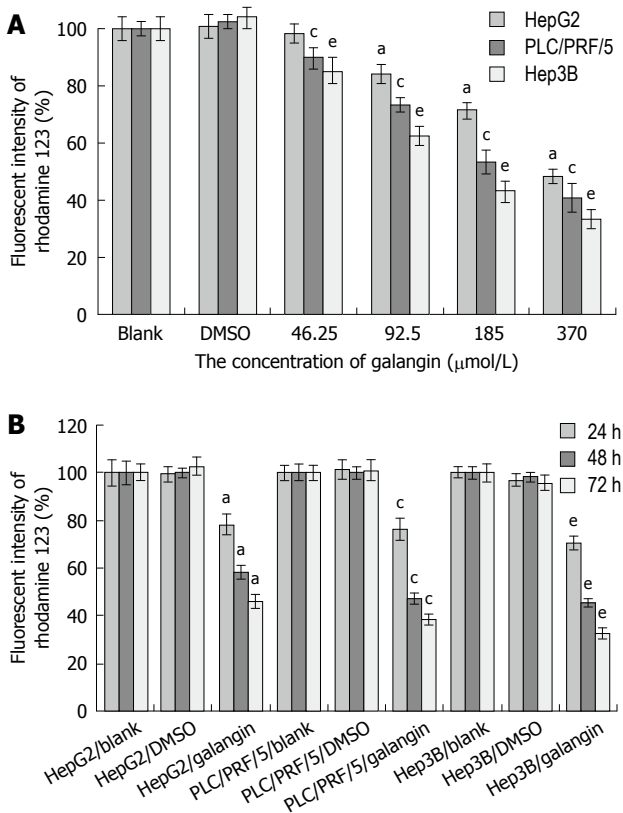 A
Fluorescent intensity of
rhodamine 123 (%)
100
80
60
40
20
0
HepG2
PLC/PRF/5
Hep3B
c
e
a
c
e
a
c
e
a
c
e
Blank DMSO 46.25 92.5 185 370
The concentration of galangin (μmol/L)
B
Fluorescent intensity of
rhodamine 123 (%)
120
100
80
60
40
20
0
24 h
48 h
72 h
a
a
a
c
c
c
e
e
e
HepG2/blank
HepG2/DMSO
HepG2/galangin
PLC/PRF/5/blank
PLC/PRF/5/DMSO
PLC/PRF/5/galangin
Hep3B/blank
Hep3B/DMSO
Hep3B/galangin